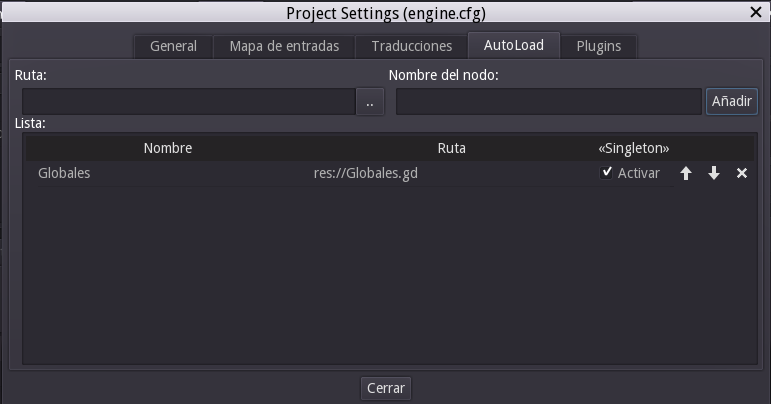 Project Settings (engine.cfg)
General Mapa de entradas Traducciones AutoLoad Plugins
Ruta: Nombre del nodo:
.. Añadir
Lista:
Nombre Ruta «Singleton»
Globales res://Globales.gd Activar
Cerrar